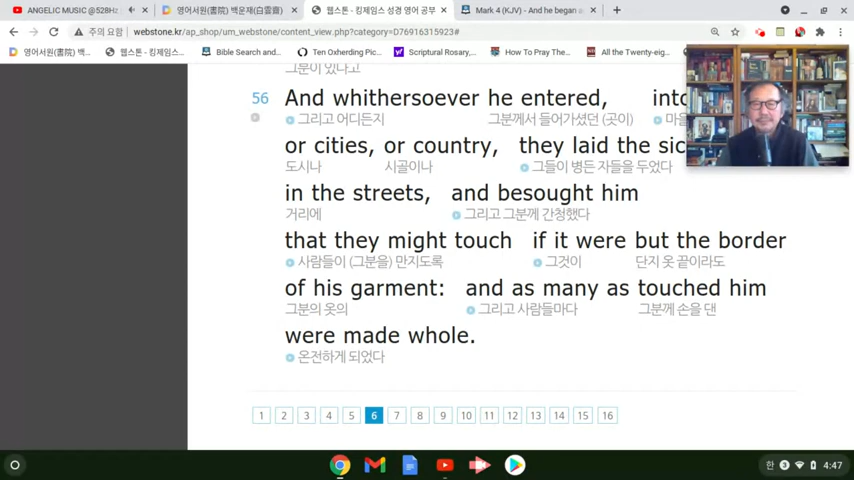 ANGELIC MUSIC @528Hz
영어서원(書院) 백운재(白雲齋)
웹스톤 - 킹제임스 성경 영어 공부
Mark 4 (KJV) - And he began a
주의 요함
webstone.kr/ap_shop/um_webstone/content_view.php?category=D76916315923#
영어서원(書院) 백...
웹스톤 - 킹제임스...
Bible Search and...
Ten Oxherding Pic...
Scriptural Rosary,...
How To Pray The...
All the Twenty-eig...
그분이 있다고
56 And whithersoever he entered, into
그리고 어디든지 그분께서 들어가셨던 (곳이) 마을
or cities, or country, they laid the sic
도시나 시골이나 그들이 병든 자들을 두었다
in the streets, and besought him
거리에 그리고 그분께 간청했다
that they might touch if it were but the border
사람들이 (그분을) 만지도록 그것이 단지 옷 끝이라도
of his garment: and as many as touched him
그분의 옷의 그리고 사람들마다 그분께 손을 댄
were made whole.
온전하게 되었다
1 2 3 4 5 6 7 8 9 10 11 12 13 14 15 16
한 3 4:47